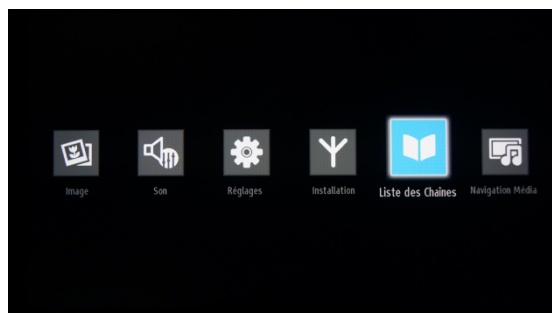 Image
Son
Réglages
Installation
Liste des Chaînes
Navigation Média